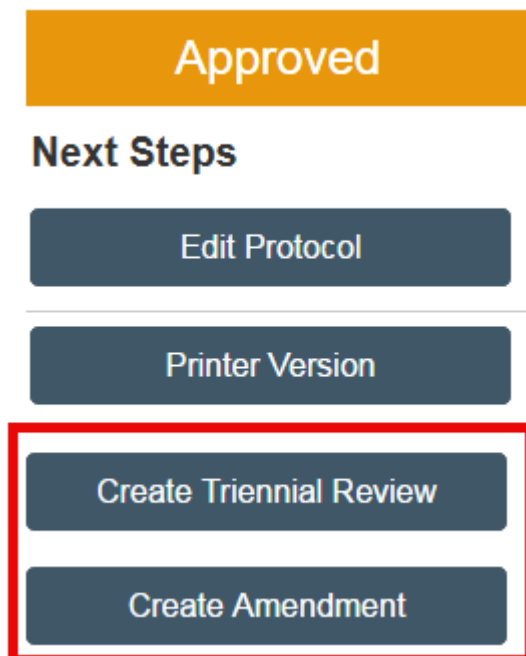 Approved
Next Steps
Edit Protocol
Printer Version
Create Triennial Review
Create Amendment